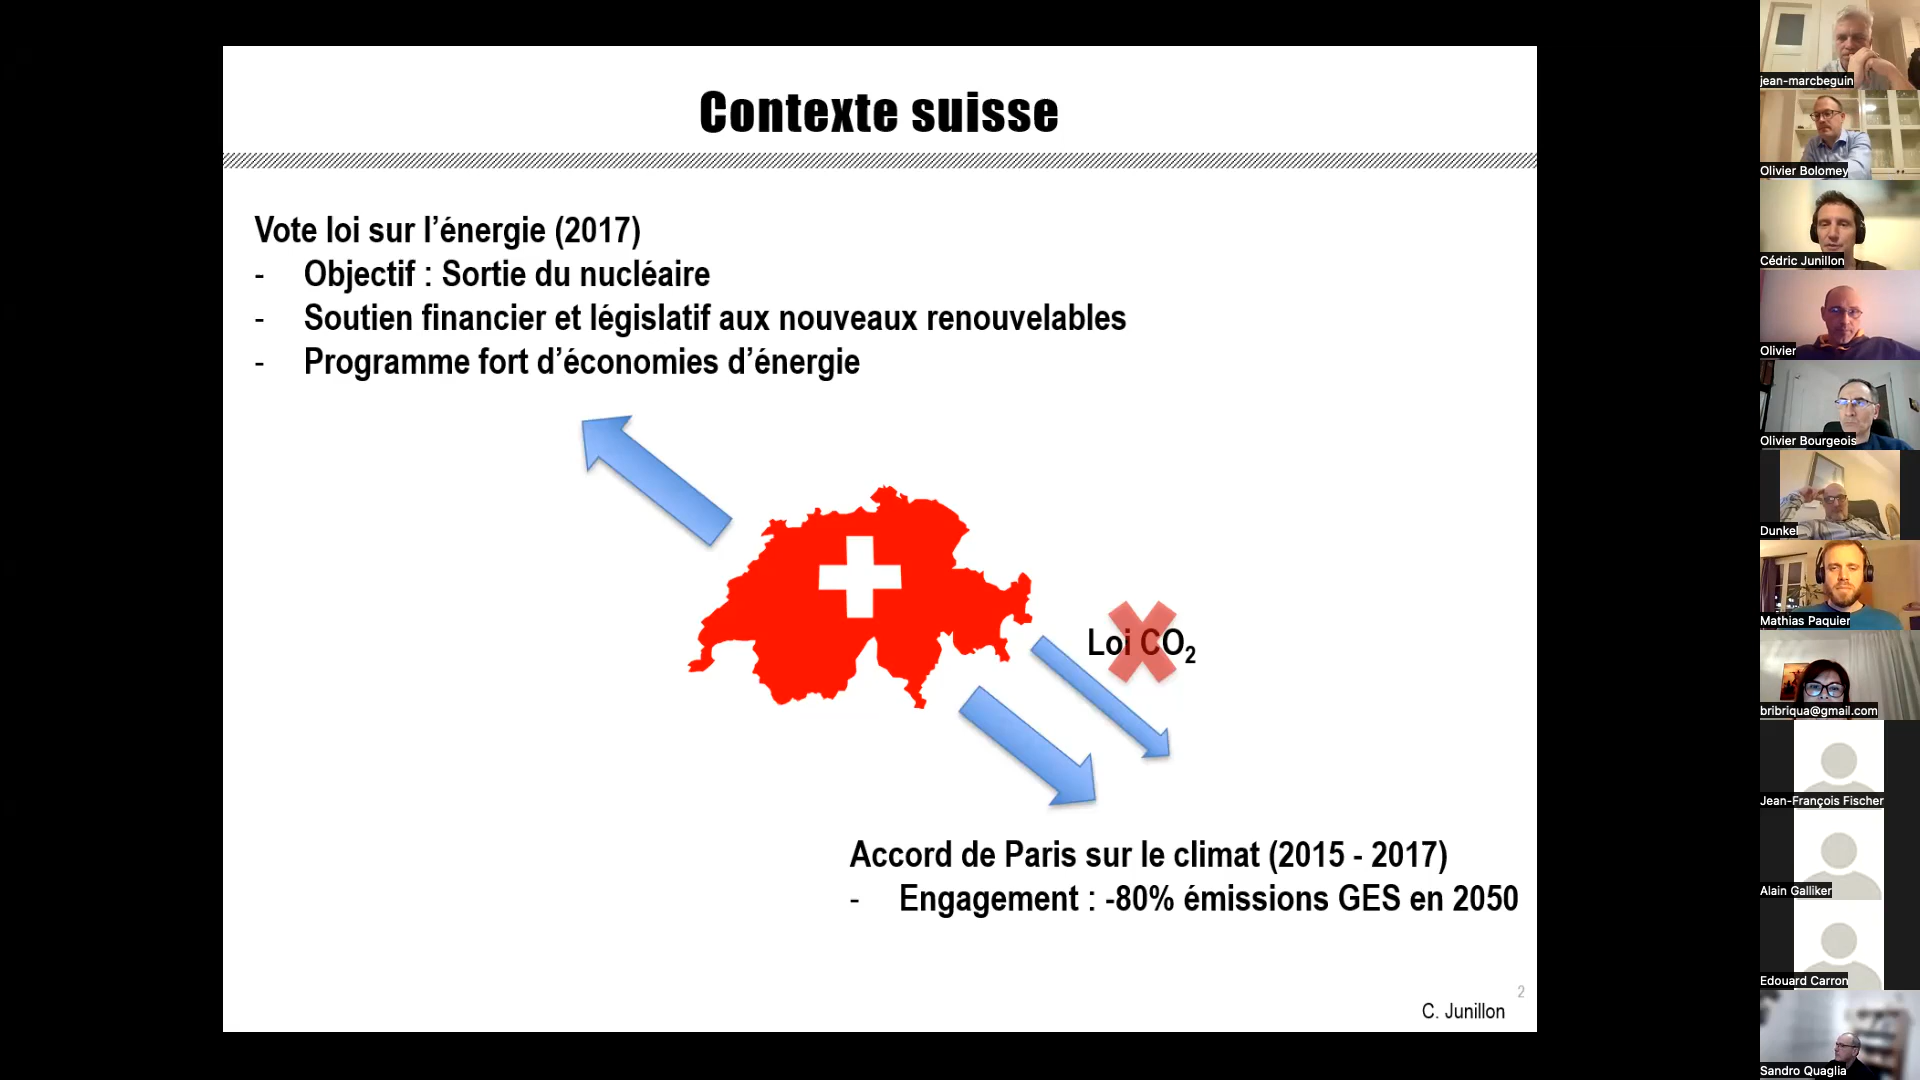 Contexte suisse
Vote loi sur l’énergie (2017)
- Objectif : Sortie du nucléaire
- Soutien financier et législatif aux nouveaux renouvelables
- Programme fort d’économies d’énergie
Loi CO₂
Accord de Paris sur le climat (2015 - 2017)
- Engagement : -80% émissions GES en 2050
2
C. Junillon
jean-marcbeguin
Olivier Bolomey
Cédric Junillon
Olivier
Olivier Bourgeois
Dunkel
Mathias Paquier
bribriqua@gmail.com
Jean-François Fischer
Alain Galliker
Edouard Carron
Sandro Quaglia